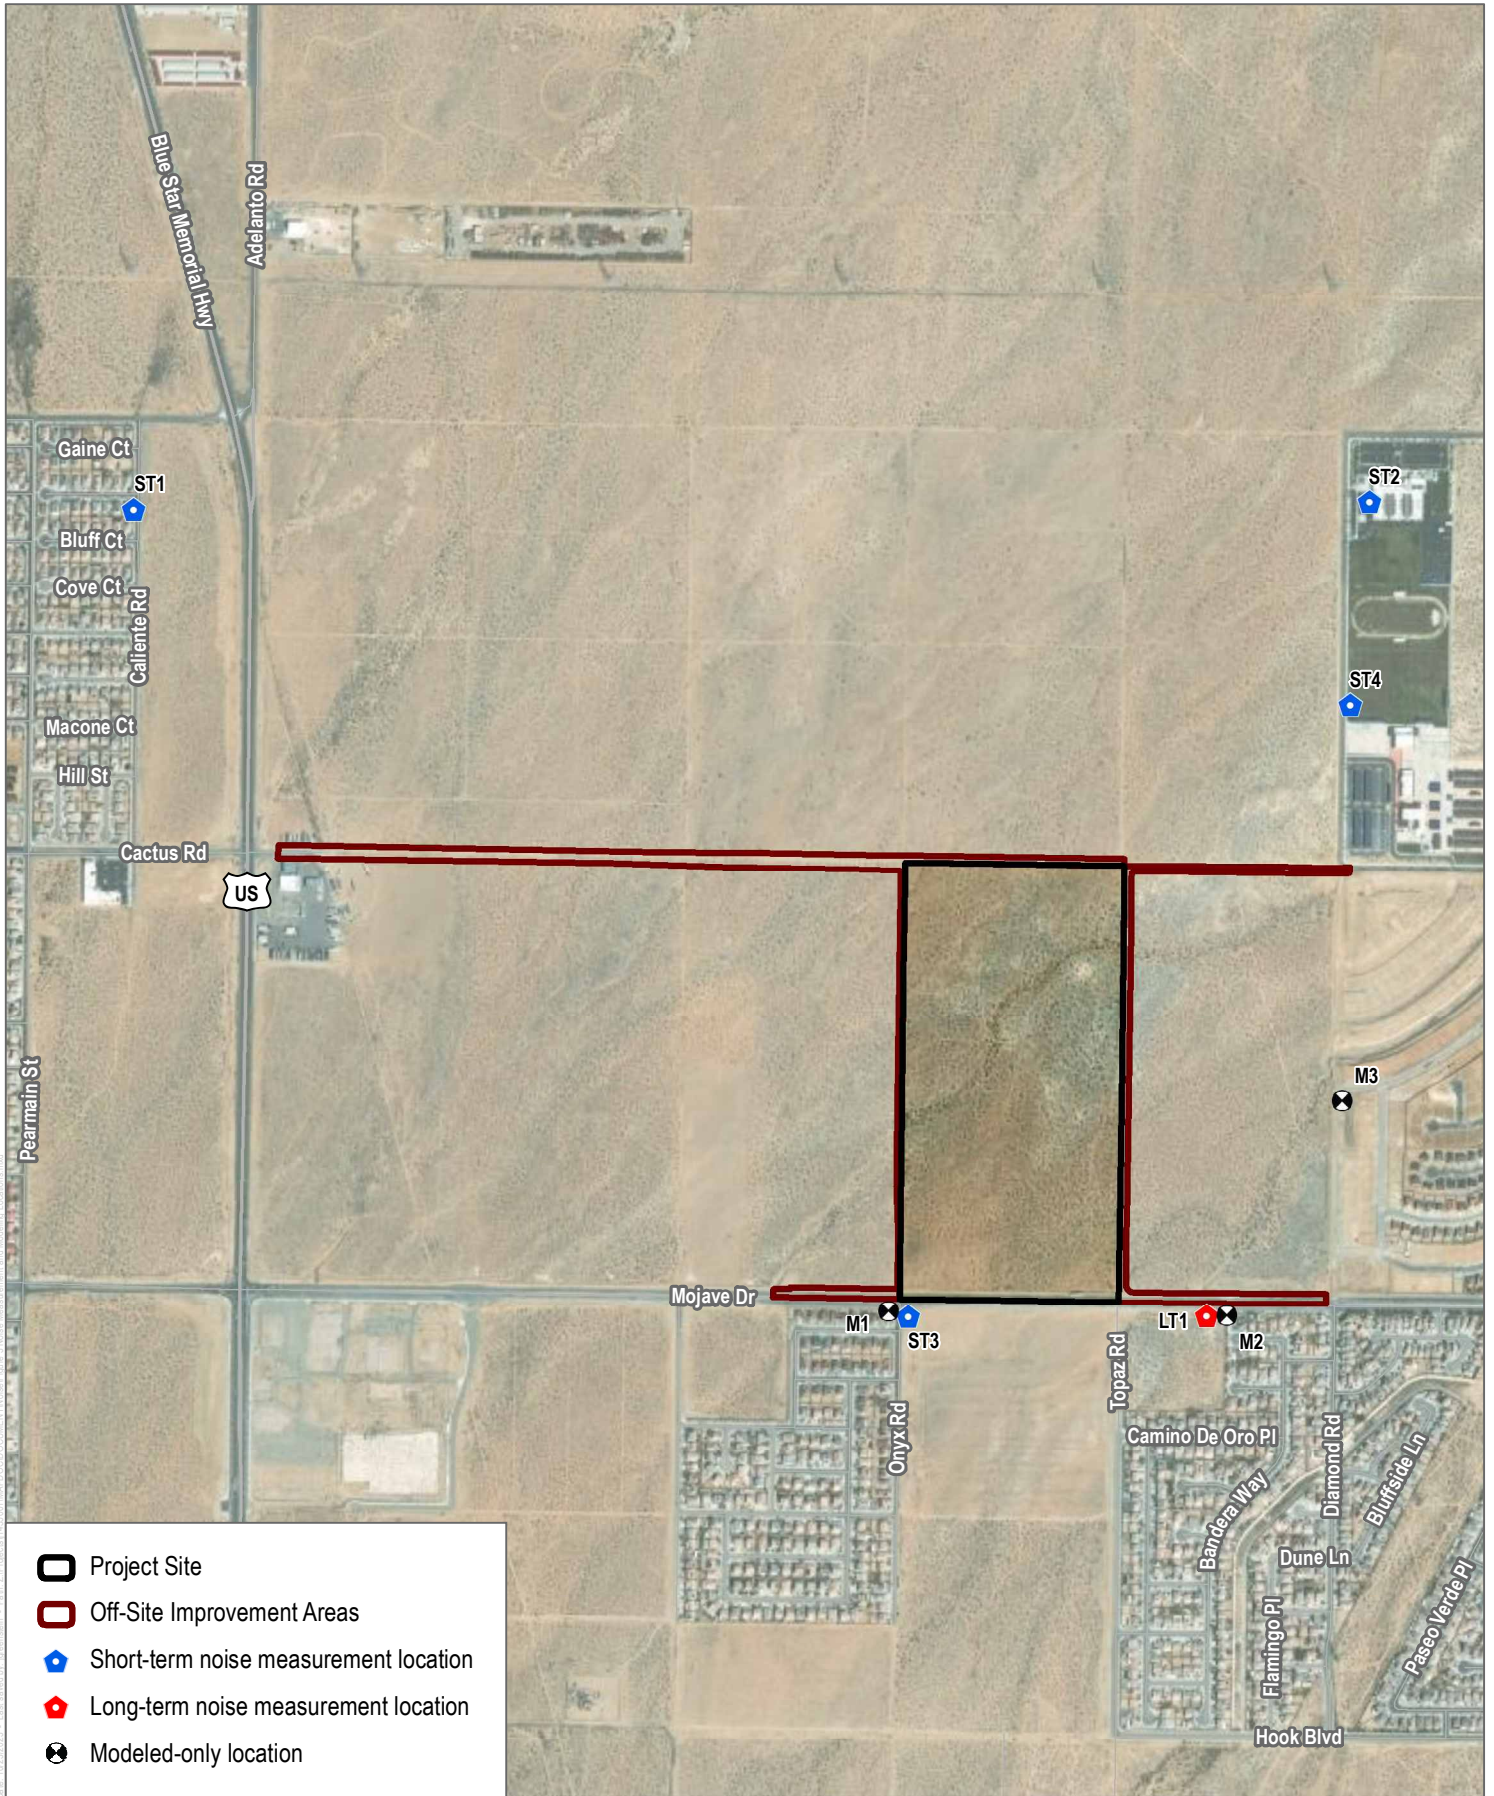 Blue Star Memorial Hwy
Adelanto Rd
Gaine Ct
ST1
ST2
Bluff Ct
Cove Ct
Caliente Rd
ST4
Macone Ct
Hill St
Cactus Rd
US
Pearmain St
M3
Mojave Dr
M1
ST3
LT1
M2
Topaz Rd
Onyx Rd
Camino De Oro Pl
Bandera Way
Diamond Rd
Bluffside Ln
Dune Ln
Flamingo Pl
Paseo Verde Pl
Hook Blvd
Project Site
Off-Site Improvement Areas
Short-term noise measurement location
Long-term noise measurement location
Modeled-only location